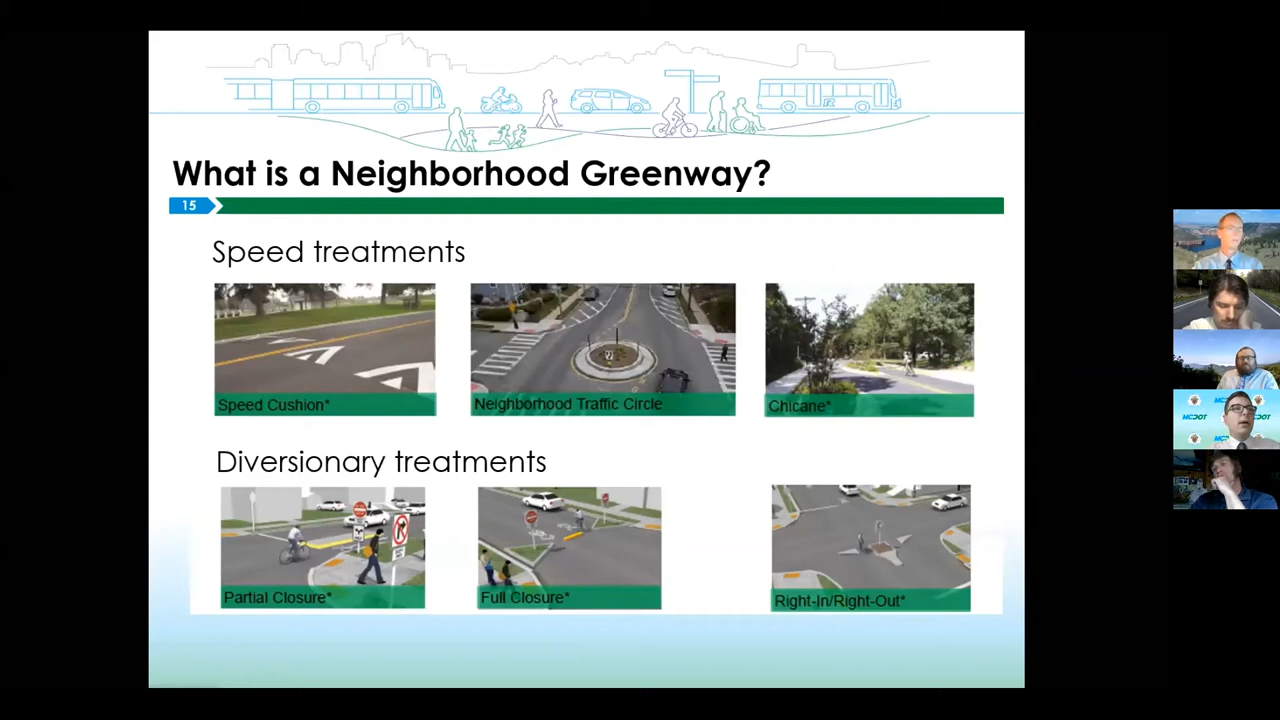 What is a Neighborhood Greenway?
15
Speed treatments
Speed Cushion*
Neighborhood Traffic Circle
Chicane*
Diversionary treatments
Partial Closure*
Full Closure*
Right-In/Right-Out*
MCDOT